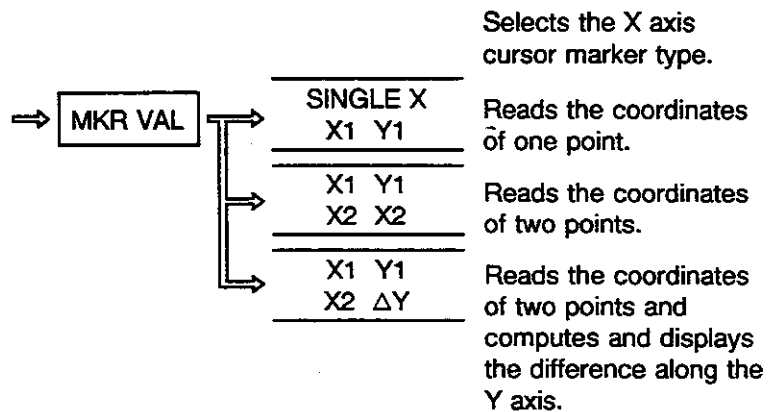 Selects the X axis
cursor marker type.
MKR VAL
SINGLE X
X1 Y1
Reads the coordinates
of one point.
X1 Y1
X2 X2
Reads the coordinates
of two points.
X1 Y1
X2 △Y
Reads the coordinates
of two points and
computes and displays
the difference along the
Y axis.